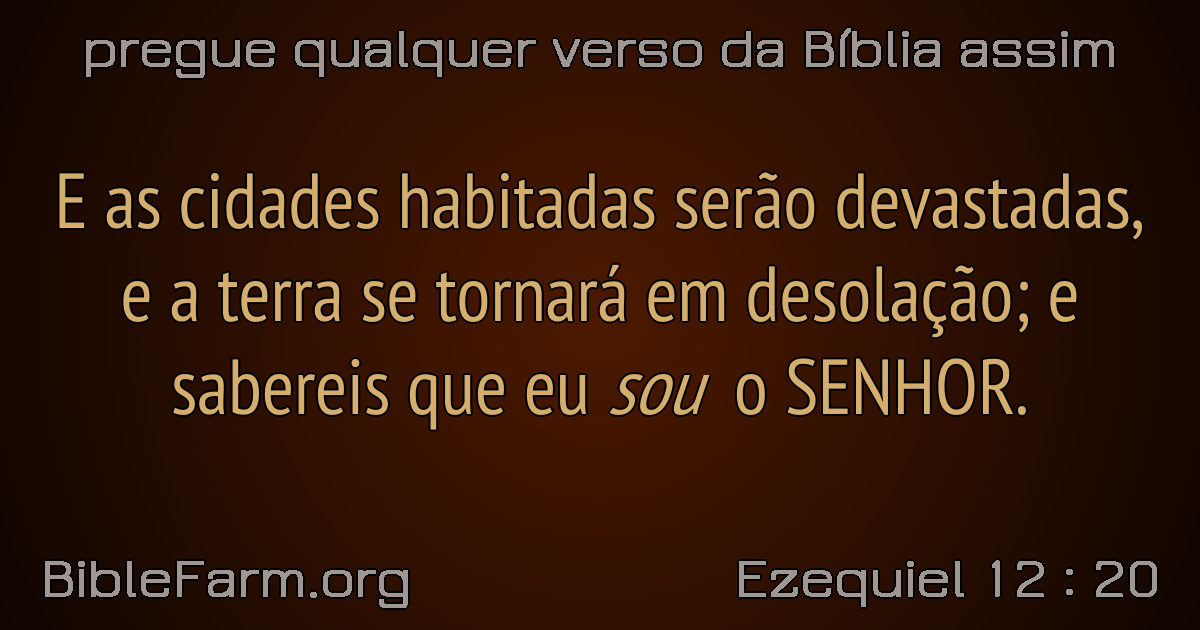 pregue qualquer verso da Bíblia assim
E as cidades habitadas serão devastadas,
e a terra se tornará em desolação; e
sabereis que eu sou o SENHOR.
BibleFarm.org
Ezequiel 12 : 20